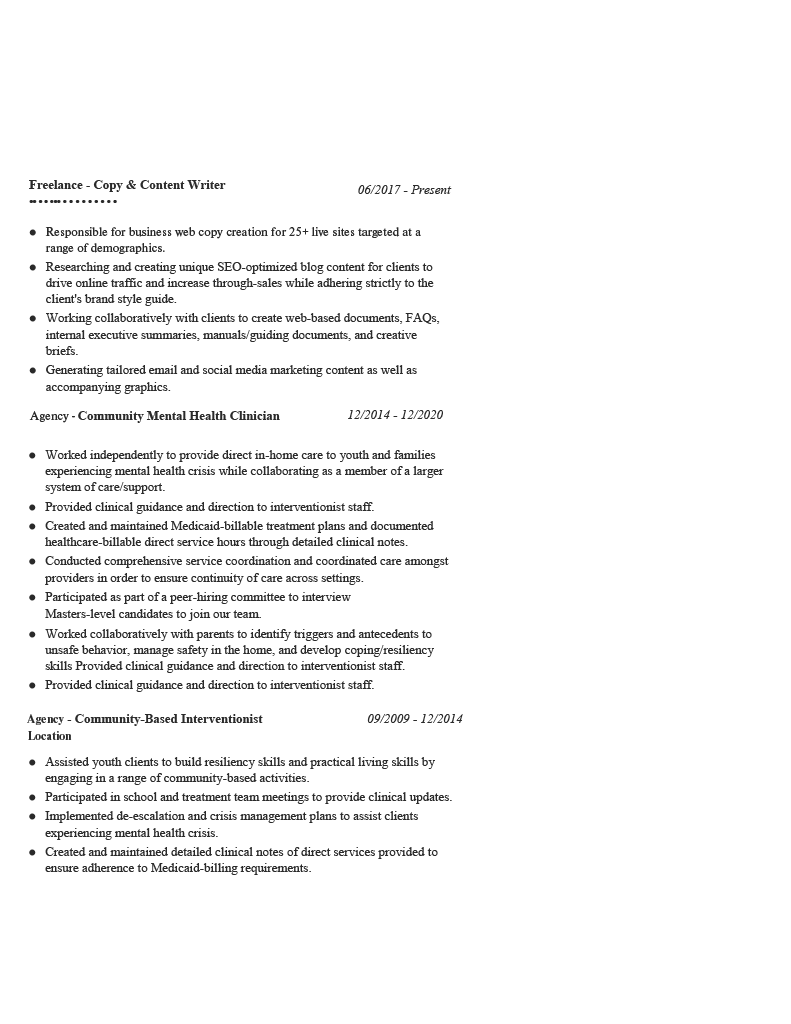 Freelance - Copy & Content Writer
06/2017 - Present
● Responsible for business web copy creation for 25+ live sites targeted at a
range of demographics.
● Researching and creating unique SEO-optimized blog content for clients to
drive online traffic and increase through-sales while adhering strictly to the
client's brand style guide.
● Working collaboratively with clients to create web-based documents, FAQs,
internal executive summaries, manuals/guiding documents, and creative
briefs.
● Generating tailored email and social media marketing content as well as
accompanying graphics.
Agency - Community Mental Health Clinician
12/2014 - 12/2020
● Worked independently to provide direct in-home care to youth and families
experiencing mental health crisis while collaborating as a member of a larger
system of care/support.
● Provided clinical guidance and direction to interventionist staff.
● Created and maintained Medicaid-billable treatment plans and documented
healthcare-billable direct service hours through detailed clinical notes.
● Conducted comprehensive service coordination and coordinated care amongst
providers in order to ensure continuity of care across settings.
● Participated as part of a peer-hiring committee to interview
Masters-level candidates to join our team.
● Worked collaboratively with parents to identify triggers and antecedents to
unsafe behavior, manage safety in the home, and develop coping/resiliency
skills Provided clinical guidance and direction to interventionist staff.
● Provided clinical guidance and direction to interventionist staff.
Agency - Community-Based Interventionist
09/2009 - 12/2014
Location
● Assisted youth clients to build resiliency skills and practical living skills by
engaging in a range of community-based activities.
● Participated in school and treatment team meetings to provide clinical updates.
● Implemented de-escalation and crisis management plans to assist clients
experiencing mental health crisis.
● Created and maintained detailed clinical notes of direct services provided to
ensure adherence to Medicaid-billing requirements.